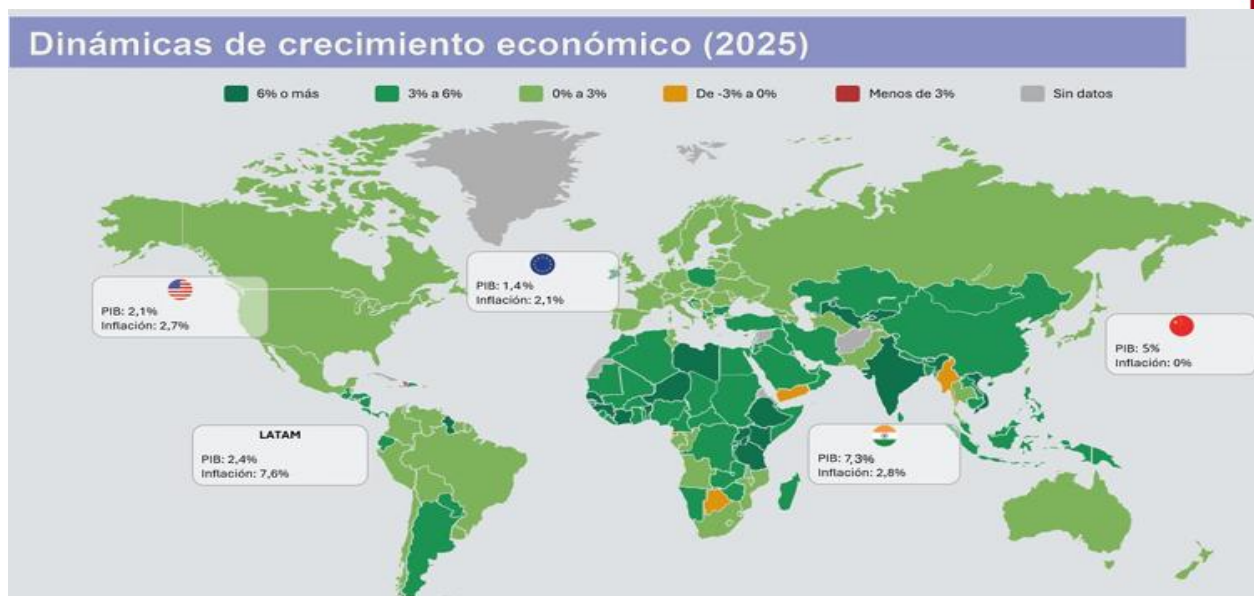 Dinámicas de crecimiento económico (2025)
6% o más
3% a 6%
0% a 3%
De -3% a 0%
Menos de 3%
Sin datos
PIB: 1,4%
Inflación: 2,1%
PIB: 2,1%
Inflación: 2,7%
PIB: 5%
Inflación: 0%
LATAM
PIB: 2,4%
Inflación: 7,6%
PIB: 7,3%
Inflación: 2,8%